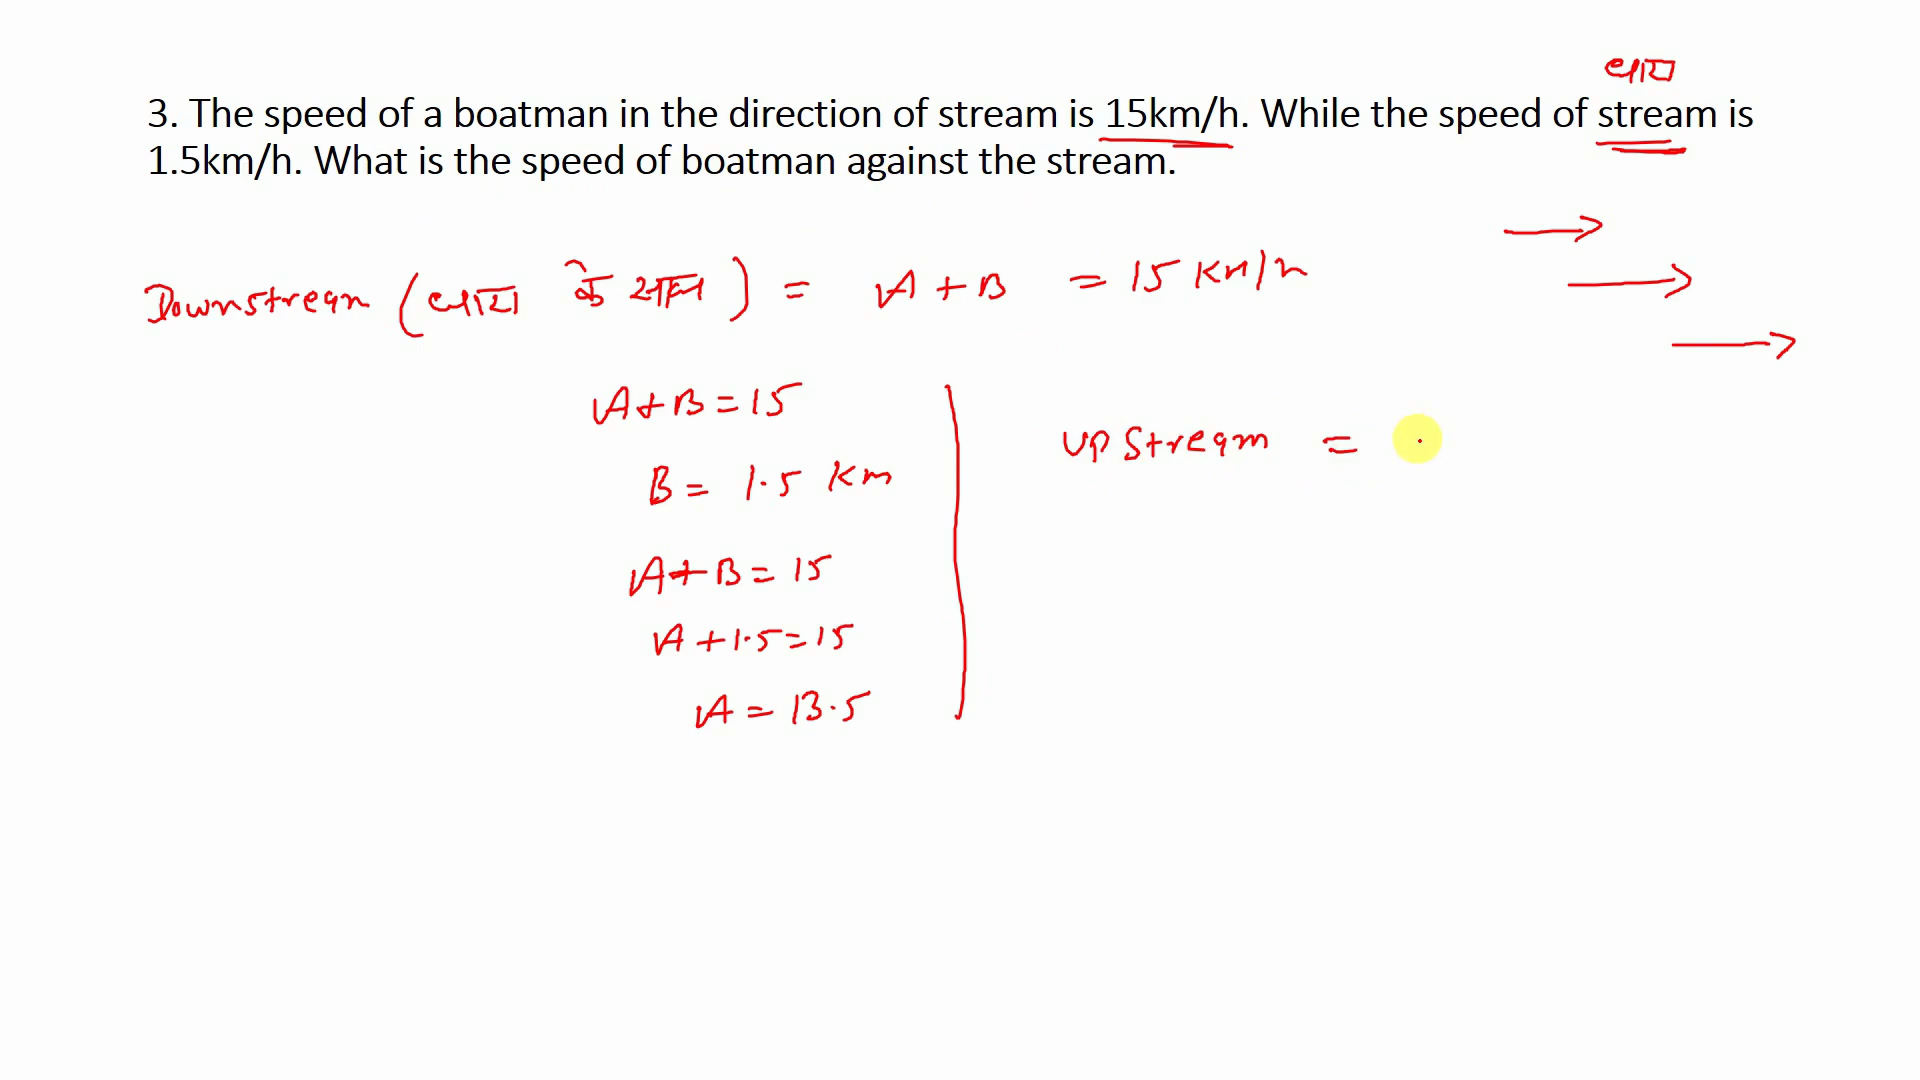 धारा
3. The speed of a boatman in the direction of stream is 15km/h. While the speed of stream is
1.5km/h. What is the speed of boatman against the stream.
Downstream (धारा के साथ) = A + B = 15 Km/h
A+B=15
B = 1.5 Km
A+B=15
A+1.5=15
A = 13.5
UPStream =